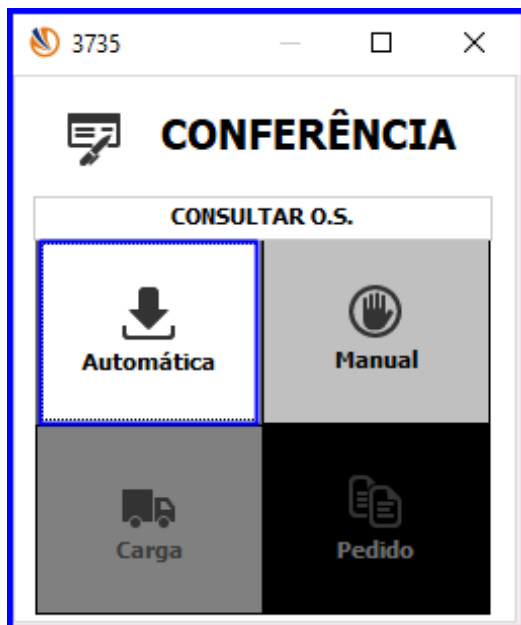 3735
CONFERÊNCIA
CONSULTAR O.S.
Automática
Manual
Carga
Pedido